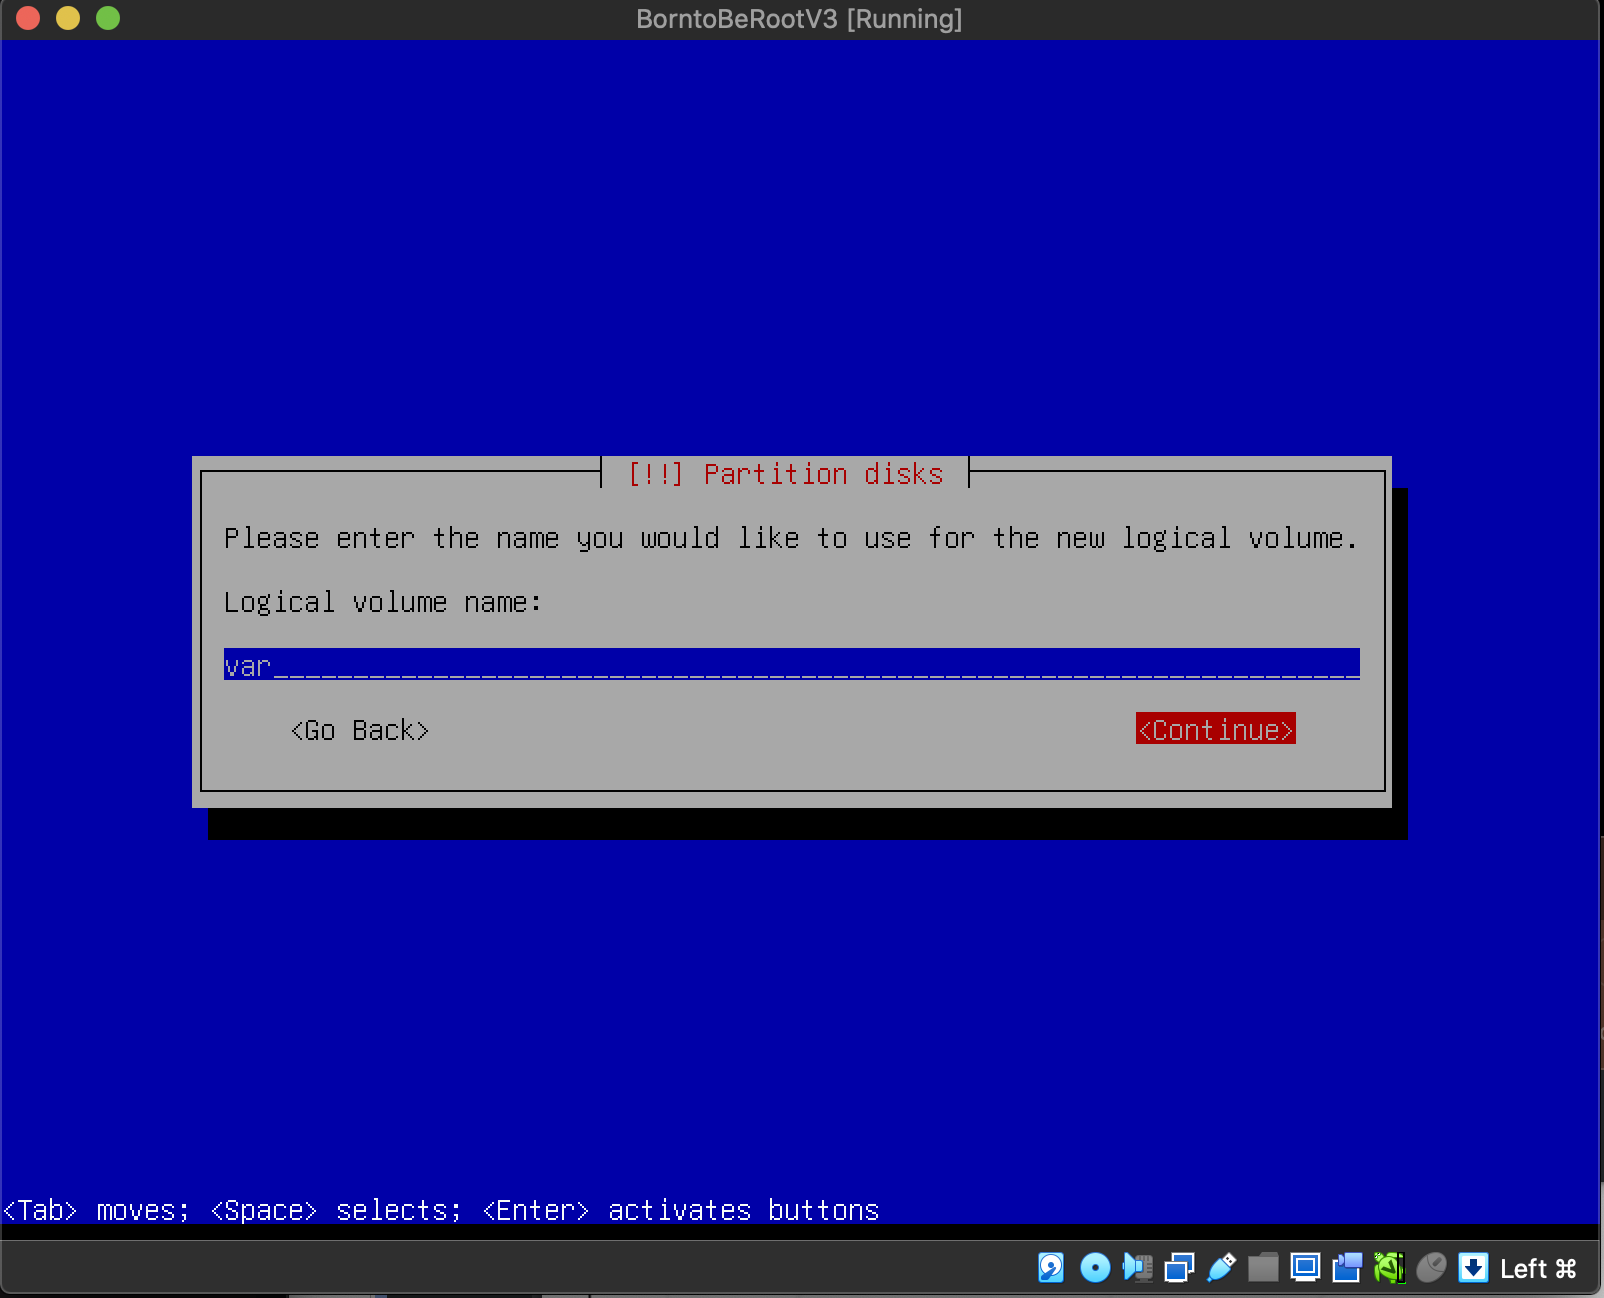 BorntoBeRootV3 [Running]
[!!] Partition disks
Please enter the name you would like to use for the new logical volume.
Logical volume name:
var
<Go Back> <Continue>
<Tab> moves; <Space> selects; <Enter> activates buttons
Left ⌘